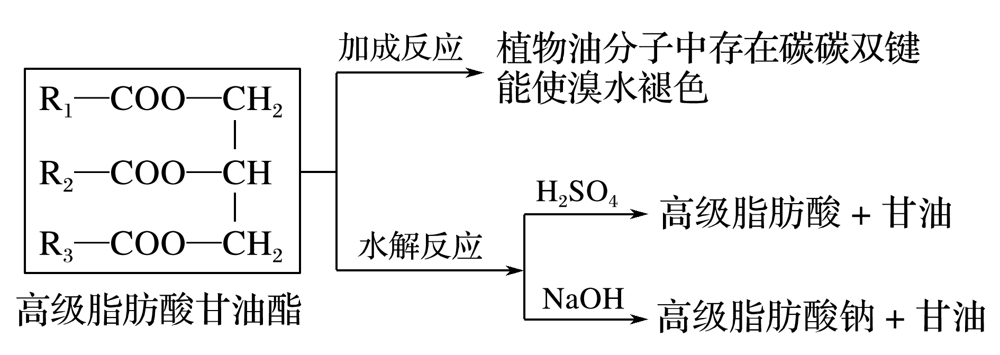 加成反应
植物油分子中存在碳碳双键
能使溴水褪色
R₁—COO—CH₂
R₂—COO—CH
R₃—COO—CH₂
高级脂肪酸甘油酯
水解反应
H₂SO₄
高级脂肪酸 + 甘油
NaOH
高级脂肪酸钠 + 甘油